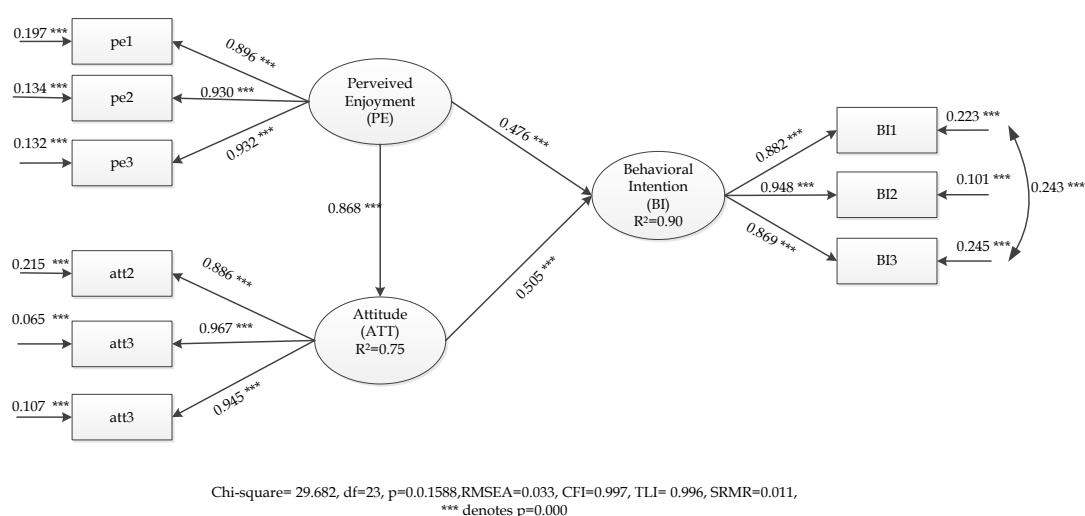 0.197 ***
pe1
0.896 ***
0.134 ***
pe2
0.930 ***
0.132 ***
pe3
0.932 ***
Perveived
Enjoyment
(PE)
0.476 ***
0.868 ***
Behavioral
Intention
(BI)
R²=0.90
0.882 ***
BI1
0.223 ***
0.948 ***
BI2
0.101 ***
0.243 ***
0.869 ***
BI3
0.245 ***
0.215 ***
att2
0.886 ***
0.065 ***
att3
0.967 ***
0.107 ***
att3
0.945 ***
Attitude
(ATT)
R²=0.75
0.505 ***
Chi-square= 29.682, df=23, p=0.0.1588,RMSEA=0.033, CFI=0.997, TLI= 0.996, SRMR=0.011,
*** denotes p=0.000